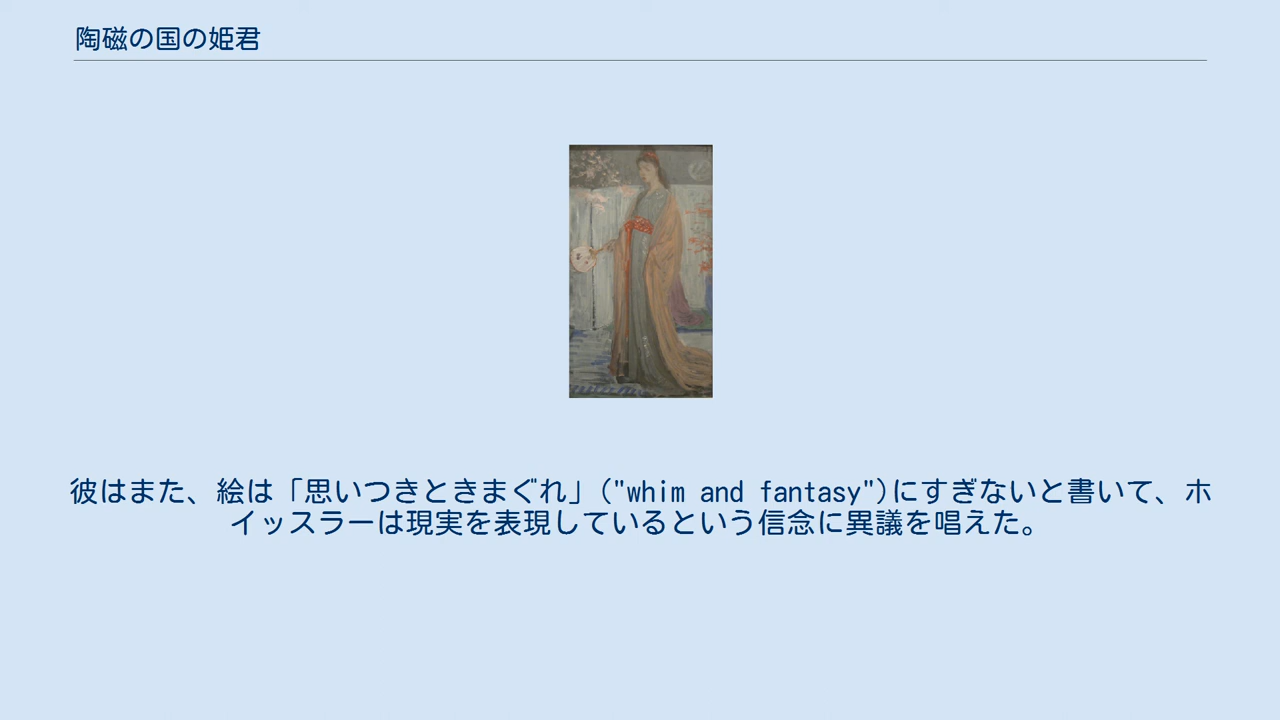 陶磁の国の姫君
彼はまた、絵は「思いつきときまぐれ」("whim and fantasy")にすぎないと書いて、ホ
イッスラーは現実を表現しているという信念に異議を唱えた。